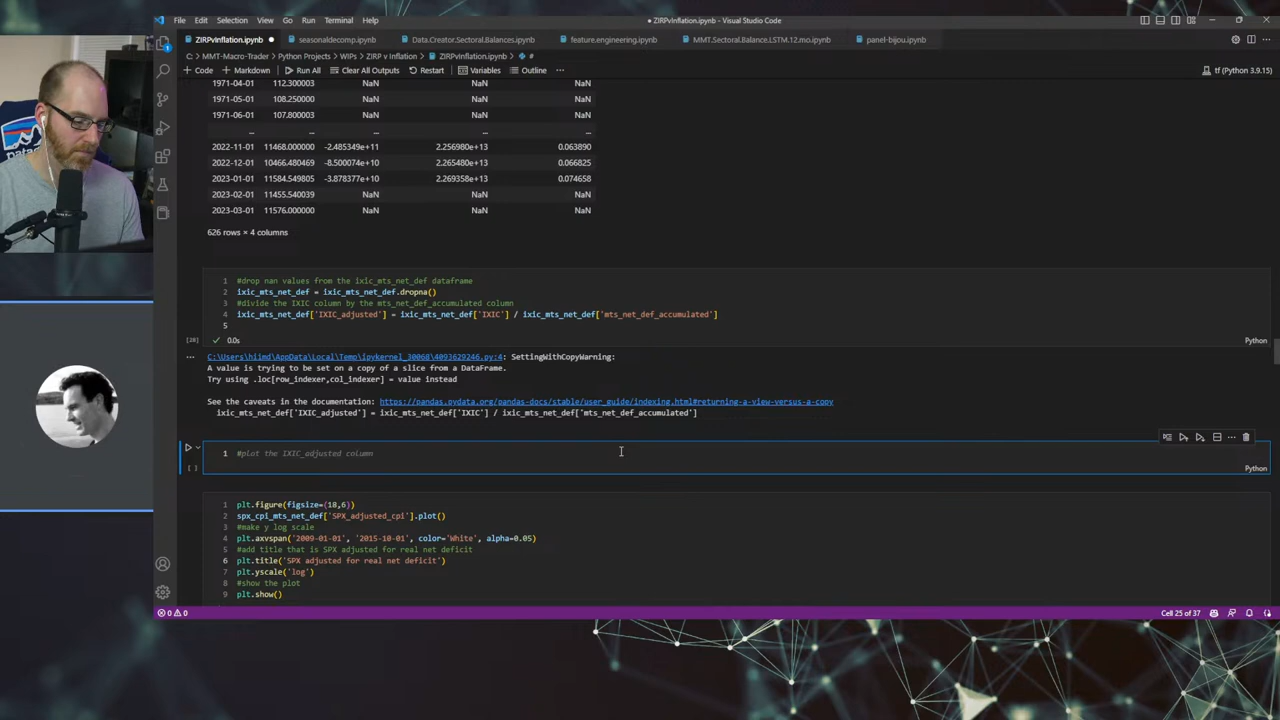 File Edit Selection View Go Run Terminal Help
ZIRPvInflation.ipynb - Visual Studio Code
ZIRPvInflation.ipynb seasonaldecomp.ipynb Data.Creator.Sectoral.Balances.ipynb feature.engineering.ipynb MMT.Sectoral.Balance.LSTM.12.mo.ipynb panel-bijou.ipynb
C: > MMT-Macro-Trader > Python Projects > WIPs > ZIRP v Inflation > ZIRPvInflation.ipynb > #
+ Code + Markdown Run All Clear All Outputs Restart Variables Outline ...
tf (Python 3.9.15)
1971-04-01 112.300003 NaN NaN NaN
1971-05-01 108.250000 NaN NaN NaN
1971-06-01 107.800003 NaN NaN NaN
... ... ... ... ...
2022-11-01 11468.000000 -2.485349e+11 2.256980e+13 0.063890
2022-12-01 10466.480469 -8.500074e+10 2.265480e+13 0.066825
2023-01-01 11584.549805 -3.878377e+10 2.269358e+13 0.074658
2023-02-01 11455.540039 NaN NaN NaN
2023-03-01 11576.000000 NaN NaN NaN
626 rows × 4 columns
1 #drop nan values from the ixic_mts_net_def dataframe
2 ixic_mts_net_def = ixic_mts_net_def.dropna()
3 #divide the IXIC column by the mts_net_def_accumulated column
4 ixic_mts_net_def['IXIC_adjusted'] = ixic_mts_net_def['IXIC'] / ixic_mts_net_def['mts_net_def_accumulated']
5
[28] 0.0s Python
... C:\Users\hiimd\AppData\Local\Temp\ipykernel_30068\4093629246.py:4: SettingWithCopyWarning:
A value is trying to be set on a copy of a slice from a DataFrame.
Try using .loc[row_indexer,col_indexer] = value instead
See the caveats in the documentation: https://pandas.pydata.org/pandas-docs/stable/user_guide/indexing.html#returning-a-view-versus-a-copy
ixic_mts_net_def['IXIC_adjusted'] = ixic_mts_net_def['IXIC'] / ixic_mts_net_def['mts_net_def_accumulated']
1 #plot the IXIC_adjusted column
[ ] Python
1 plt.figure(figsize=(18,6))
2 spx_cpi_mts_net_def['SPX_adjusted_cpi'].plot()
3 #make y log scale
4 plt.axvspan('2009-01-01', '2015-10-01', color='White', alpha=0.05)
5 #add title that is SPX adjusted for real net deficit
6 plt.title('SPX adjusted for real net deficit')
7 plt.yscale('log')
8 #show the plot
9 plt.show()
0 0 Cell 25 of 37